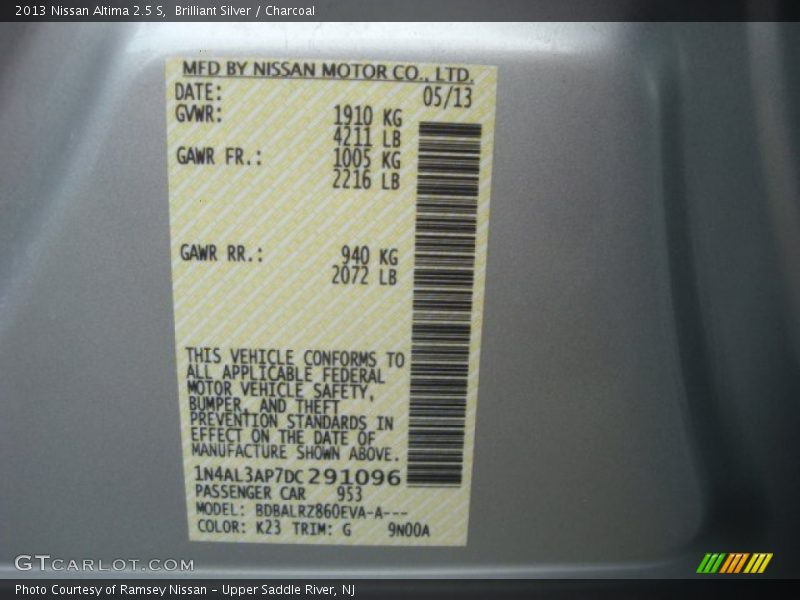 2013 Nissan Altima 2.5 S, Brilliant Silver / Charcoal
MFD BY NISSAN MOTOR CO., LTD.
DATE: 05/13
GVWR: 1910 KG
4211 LB
GAWR FR.: 1005 KG
2216 LB
GAWR RR.: 940 KG
2072 LB
THIS VEHICLE CONFORMS TO
ALL APPLICABLE FEDERAL
MOTOR VEHICLE SAFETY,
BUMPER, AND THEFT
PREVENTION STANDARDS IN
EFFECT ON THE DATE OF
MANUFACTURE SHOWN ABOVE.
1N4AL3AP7DC291096
PASSENGER CAR 953
MODEL: BDBALRZ860EVA-A---
COLOR: K23 TRIM: G 9N00A
GTCARLOT.COM
Photo Courtesy of Ramsey Nissan - Upper Saddle River, NJ